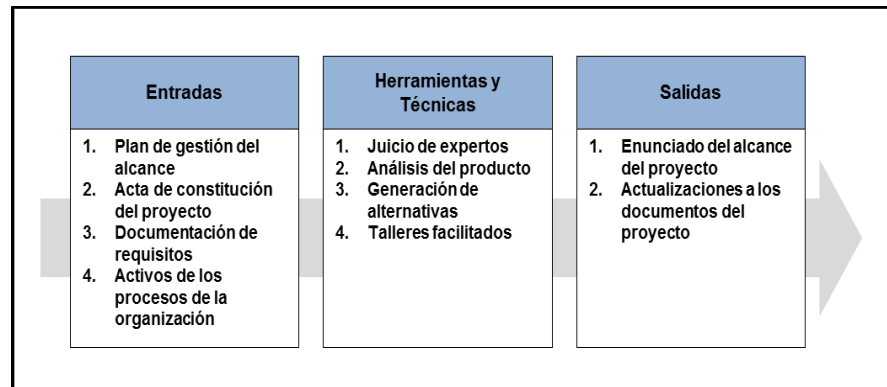 Entradas
1. Plan de gestión del
alcance
2. Acta de constitución
del proyecto
3. Documentación de
requisitos
4. Activos de los
procesos de la
organización
Herramientas y
Técnicas
1. Juicio de expertos
2. Análisis del producto
3. Generación de
alternativas
4. Talleres facilitados
Salidas
1. Enunciado del alcance
del proyecto
2. Actualizaciones a los
documentos del
proyecto